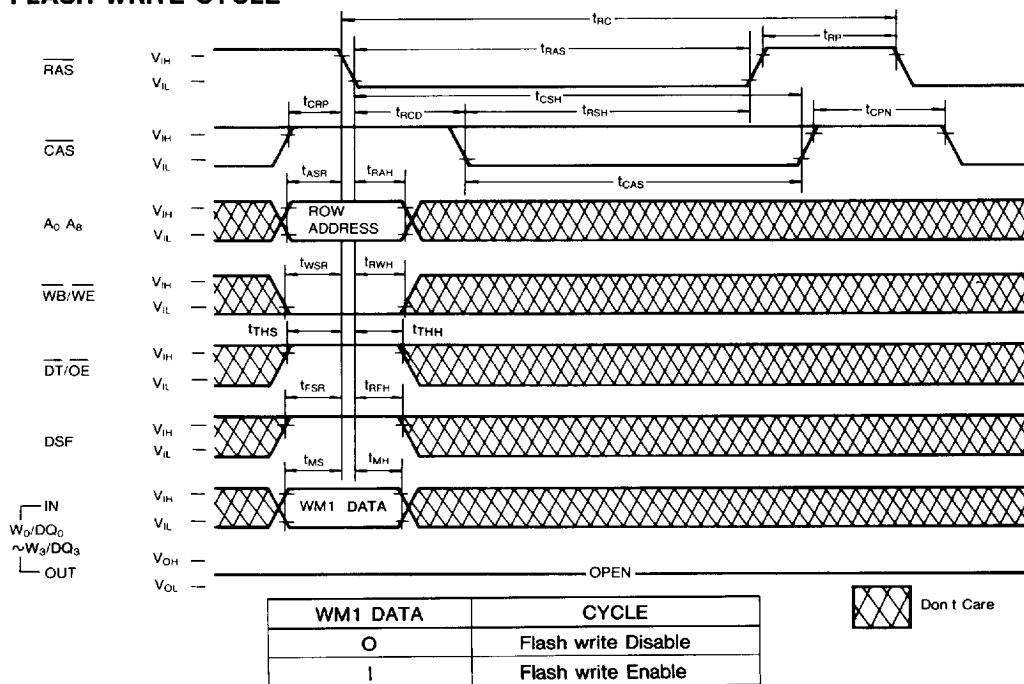 FLASH WRITE CYCLE
tRC
tRAS
tRP
RAS
VIH
VIL
tCSH
tCRP
tRCD
tRSH
tCPN
CAS
VIH
VIL
tCAS
tASR
tRAH
A0 A8
VIH
VIL
ROW
ADDRESS
tWSR
tRWH
WB/WE
VIH
VIL
tTHS
tTHH
DT/OE
VIH
VIL
tFSR
tRFH
DSF
VIH
VIL
tMS
tMH
IN
VIH
VIL
WM1 DATA
W0/DQ0
~W3/DQ3
OUT
VOH
VOL
OPEN
Don t Care
WM1 DATA CYCLE
O Flash write Disable
I Flash write Enable